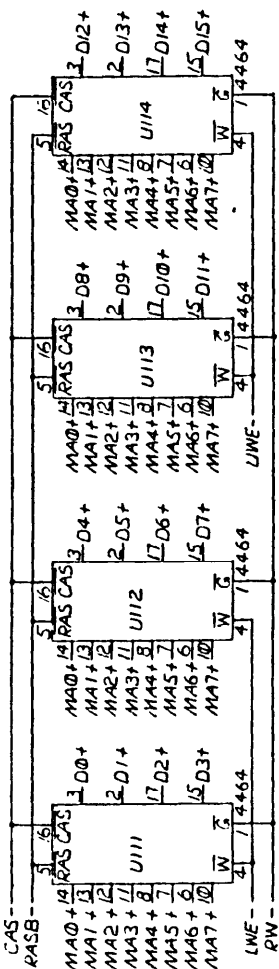 CAS-
RASB-
5 16
RAS CAS
MA0+ 14
MA1+ 13
MA2+ 12
MA3+ 11
MA4+ 8
MA5+ 7
MA6+ 6
MA7+ 10
U111
3 D0+
2 D1+
17 D2+
15 D3+
W G
4 1 4464
5 16
RAS CAS
MA0+ 14
MA1+ 13
MA2+ 12
MA3+ 11
MA4+ 8
MA5+ 7
MA6+ 6
MA7+ 10
U112
3 D4+
2 D5+
17 D6+
15 D7+
W G
4 1 4464
5 16
RAS CAS
MA0+ 14
MA1+ 13
MA2+ 12
MA3+ 11
MA4+ 8
MA5+ 7
MA6+ 6
MA7+ 10
U113
3 D8+
2 D9+
17 D10+
15 D11+
W G
4 1 4464
5 16
RAS CAS
MA0+ 14
MA1+ 13
MA2+ 12
MA3+ 11
MA4+ 8
MA5+ 7
MA6+ 6
MA7+ 10
U114
3 D12+
2 D13+
17 D14+
15 D15+
W G
4 1 4464
LWE-
UWE-
RW-